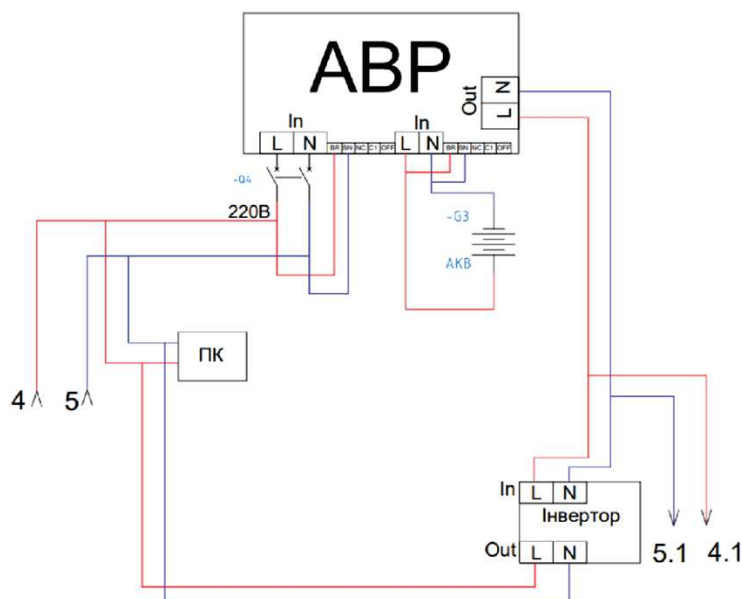 АВР
Out
N
L
In
L N BR BN NC C1 OFF
In
L N BR BN NC C1 OFF
-Q4
220В
-G3
АКВ
ПК
4
5
In
L N
Інвертор
Out
L N
5.1
4.1